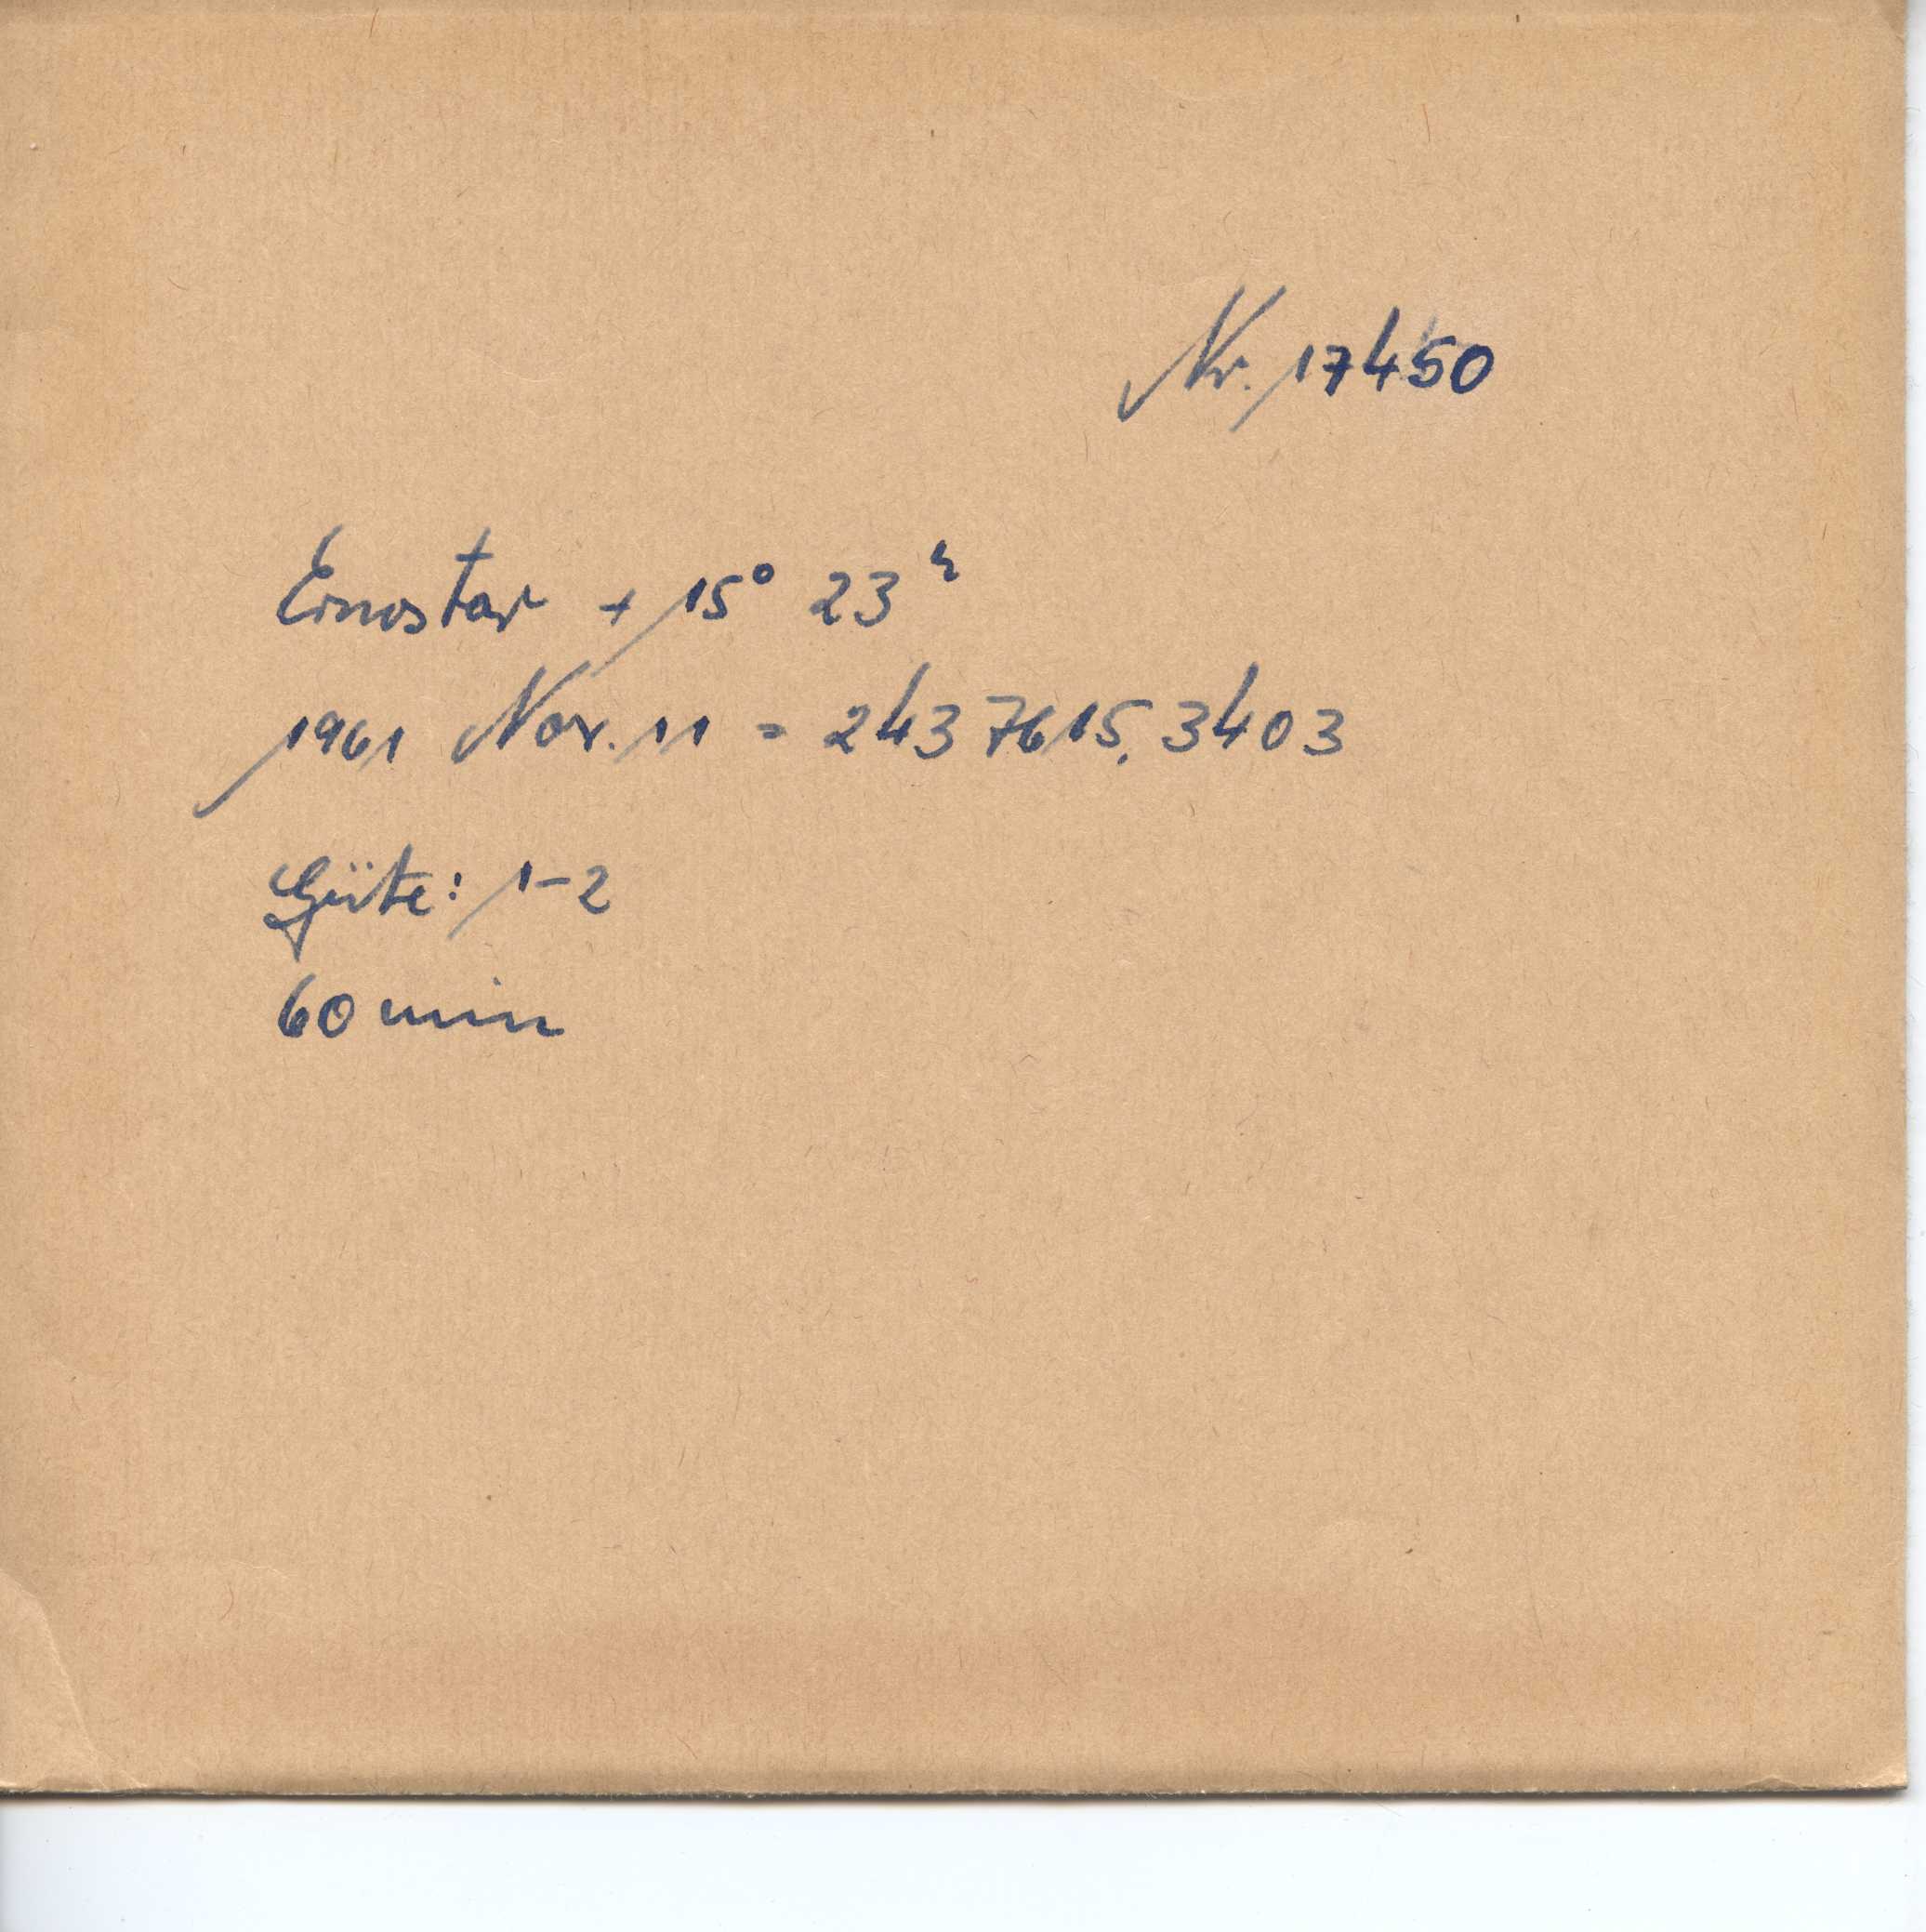 Nr. 17450
Ernostar + 15° 23ʰ
1961 Nov. 11 = 2437615.3403
Güte: 1-2
60 min